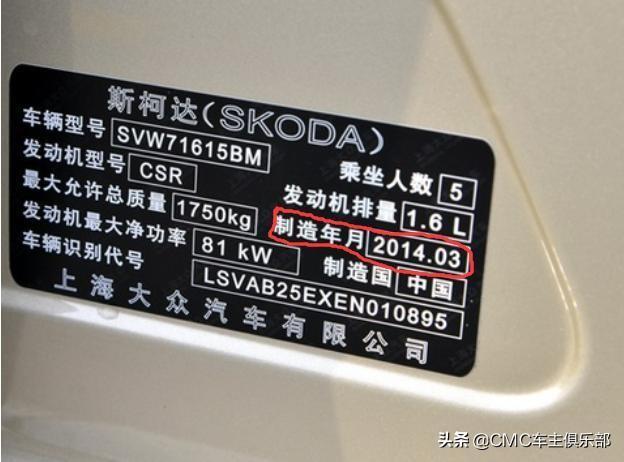 斯柯达(SKODA)
车辆型号 SVW71615BM 乘坐人数 5
发动机型号 CSR 发动机排量 1.6 L
最大允许总质量 1750kg 制造年月 2014.03
发动机最大净功率 81 kW 制造国 中国
车辆识别代号 LSVAB25EXEN010895
上海大众汽车有限公司
头条 @CMC车主俱乐部